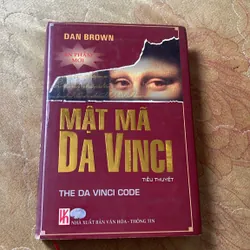 DAN BROWN
MẬT MÃ
DA VINCI
TIỂU THUYẾT
THE DA VINCI CODE
NHÀ XUẤT BẢN VĂN HÓA - THÔNG TIN